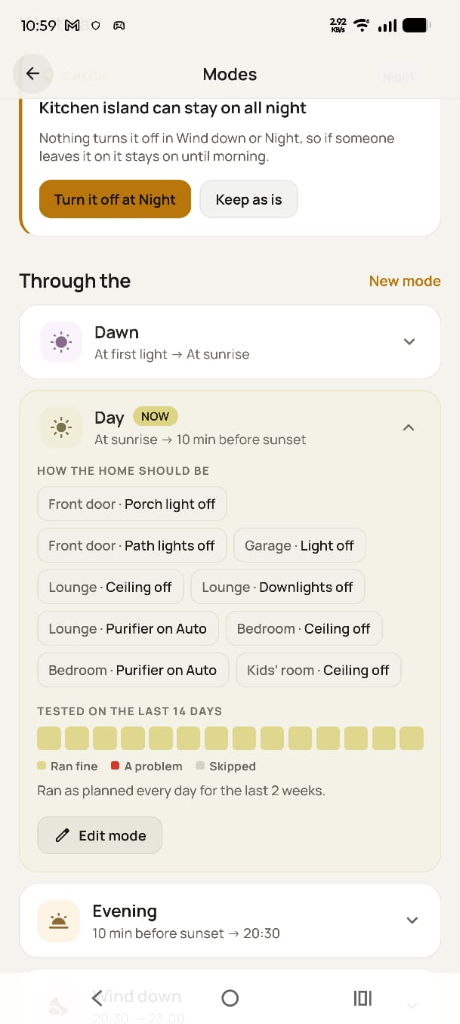 10:59
2.92
KB/s
Modes
Night
Kitchen island can stay on all night
Nothing turns it off in Wind down or Night, so if someone
leaves it on it stays on until morning.
Turn it off at Night
Keep as is
Through the
New mode
Dawn
At first light → At sunrise
Day
NOW
At sunrise → 10 min before sunset
HOW THE HOME SHOULD BE
Front door · Porch light off
Front door · Path lights off
Garage · Light off
Lounge · Ceiling off
Lounge · Downlights off
Lounge · Purifier on Auto
Bedroom · Ceiling off
Bedroom · Purifier on Auto
Kids' room · Ceiling off
TESTED ON THE LAST 14 DAYS
Ran fine
A problem
Skipped
Ran as planned every day for the last 2 weeks.
Edit mode
Evening
10 min before sunset → 20:30
Wind down
20:30 → 23:00